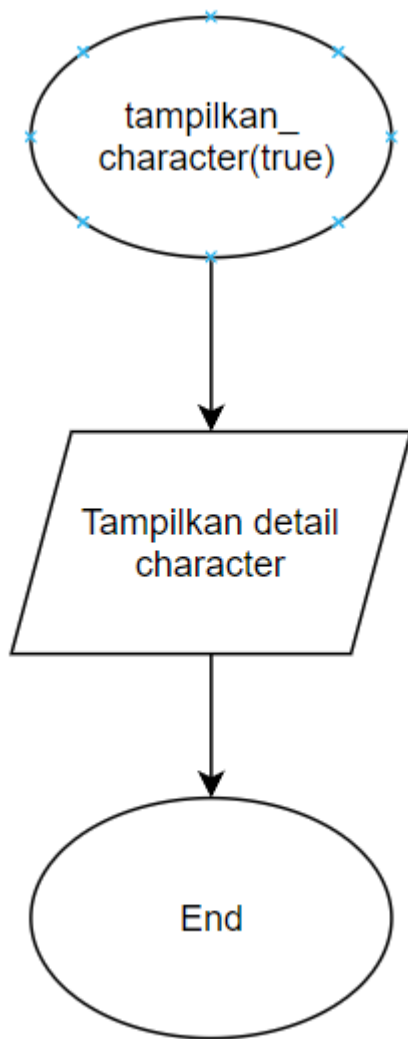 tampilkan_
character(true)
Tampilkan detail
character
End